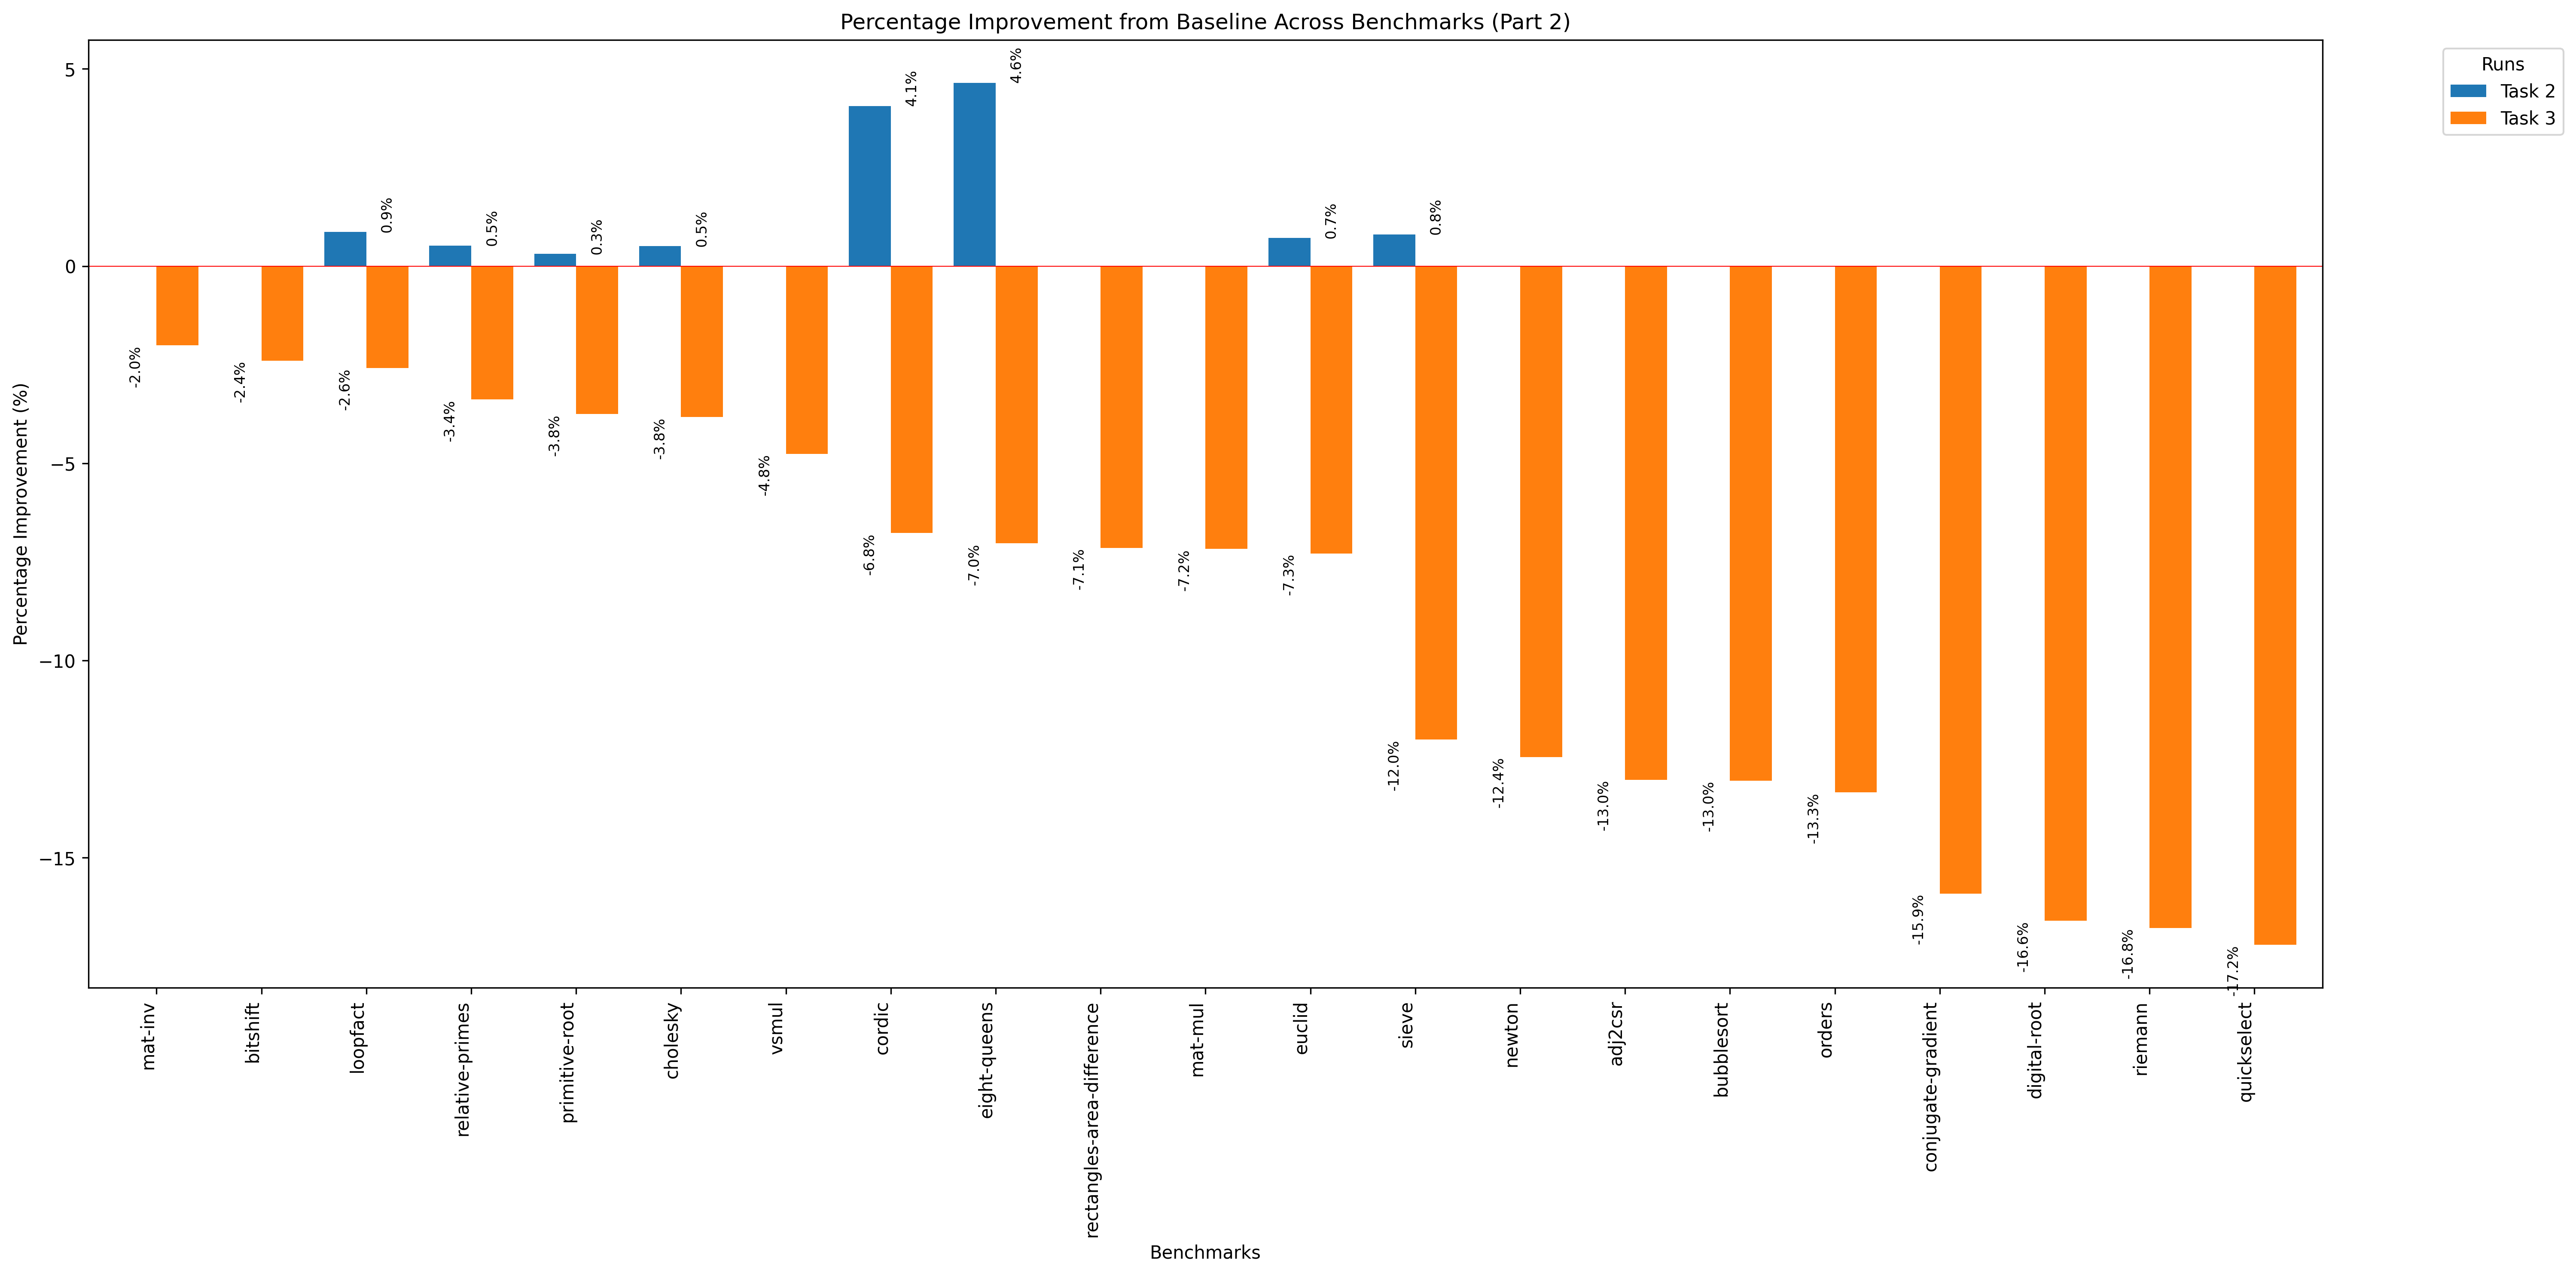 Percentage Improvement from Baseline Across Benchmarks (Part 2)
Runs
Task 2
Task 3
Percentage Improvement (%)
5
0
−5
−10
−15
0.9%
0.5%
0.3%
0.5%
4.1%
4.6%
0.7%
0.8%
-2.0%
-2.4%
-2.6%
-3.4%
-3.8%
-3.8%
-4.8%
-6.8%
-7.0%
-7.1%
-7.2%
-7.3%
-12.0%
-12.4%
-13.0%
-13.0%
-13.3%
-15.9%
-16.6%
-16.8%
-17.2%
mat-inv
bitshift
loopfact
relative-primes
primitive-root
cholesky
vsmul
cordic
eight-queens
rectangles-area-difference
mat-mul
euclid
sieve
newton
adj2csr
bubblesort
orders
conjugate-gradient
digital-root
riemann
quickselect
Benchmarks